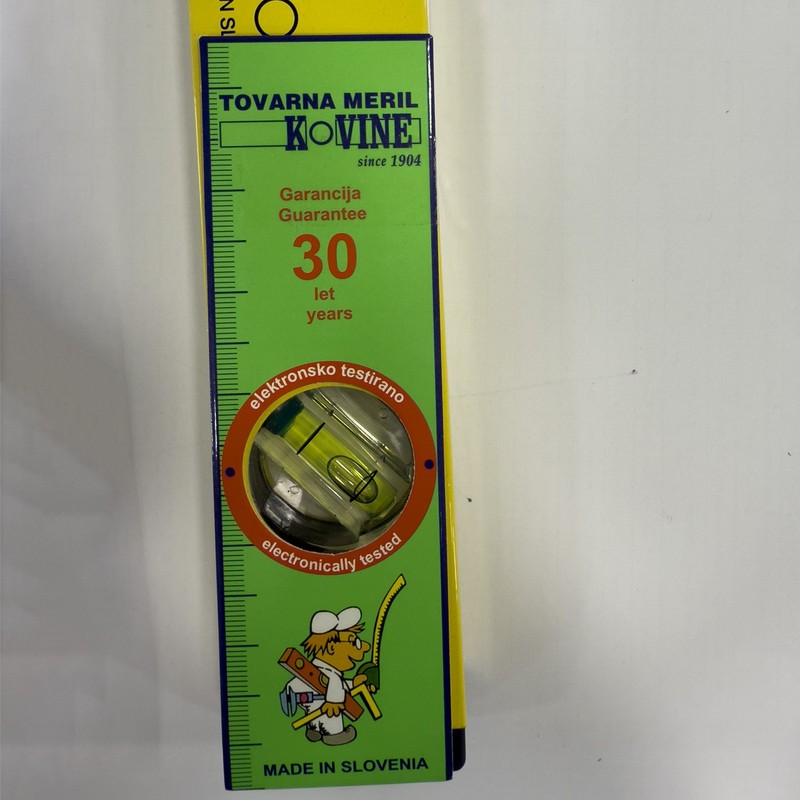 TOVARNA MERIL
KOVINE
since 1904
Garancija
Guarantee
30
let
years
elektronsko testirano
electronically tested
MADE IN SLOVENIA